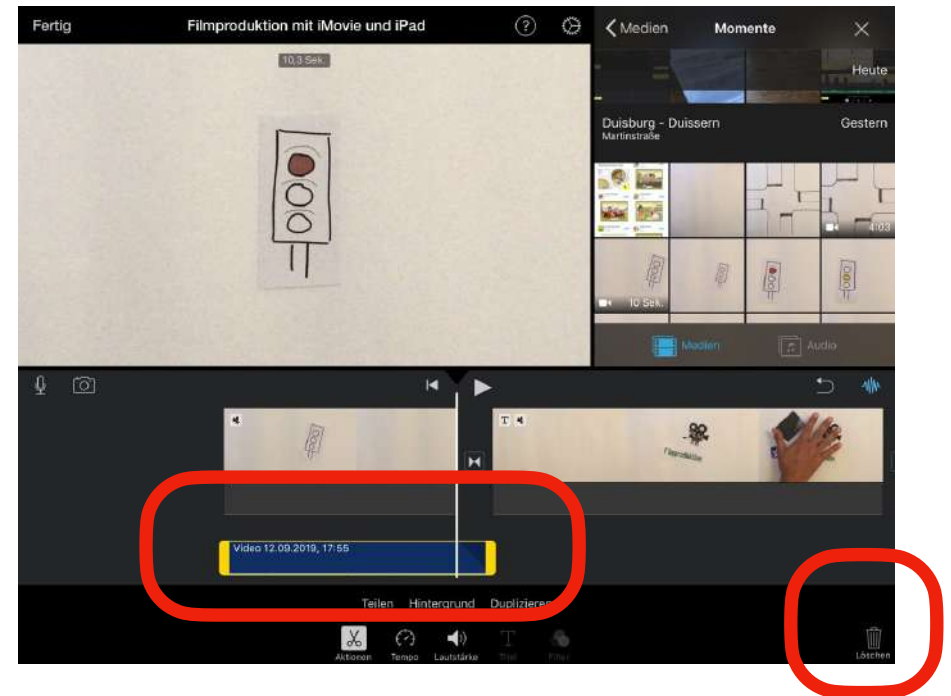 Fertig
Filmproduktion mit iMovie und iPad
?
Medien
Momente
10,3 Sek.
Heute
Duisburg - Duissern
Gestern
Martinstraße
4:03
10 Sek.
Medien
Audio
T
Filmproduktion
Video 12.09.2019, 17:55
Teilen
Hintergrund
Duplizieren
T
Aktionen
Tempo
Lautstärke
Titel
Filter
Löschen